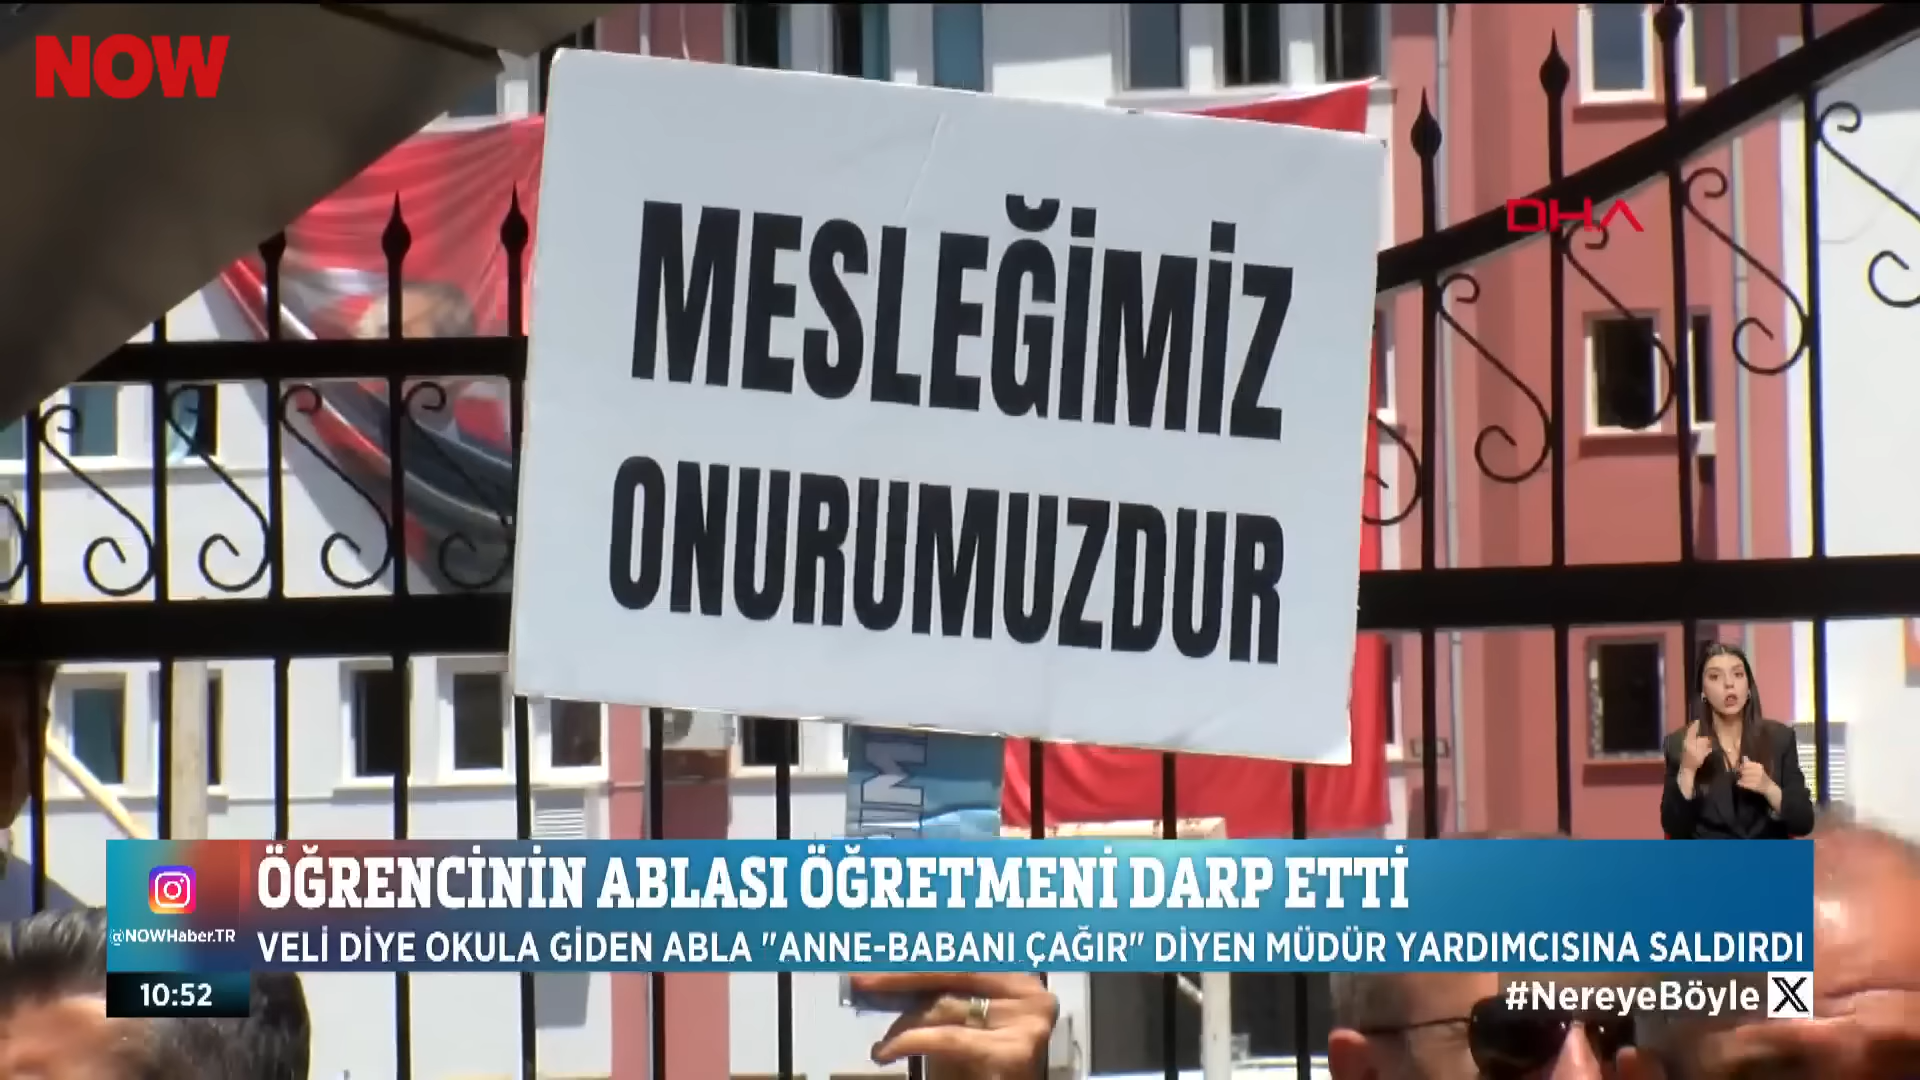 NOW
DHA
MESLEĞİMİZ
ONURUMUZDUR
ÖĞRENCİNİN ABLASI ÖĞRETMENİ DARP ETTİ
@NOWHaber.TR
VELİ DİYE OKULA GİDEN ABLA "ANNE-BABANI ÇAĞIR" DİYEN MÜDÜR YARDIMCISINA SALDIRDI
10:52
#NereyeBöyle X